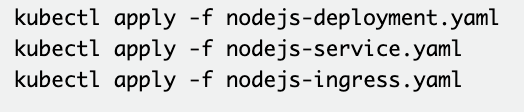 kubectl apply -f nodejs-deployment.yaml
kubectl apply -f nodejs-service.yaml
kubectl apply -f nodejs-ingress.yaml